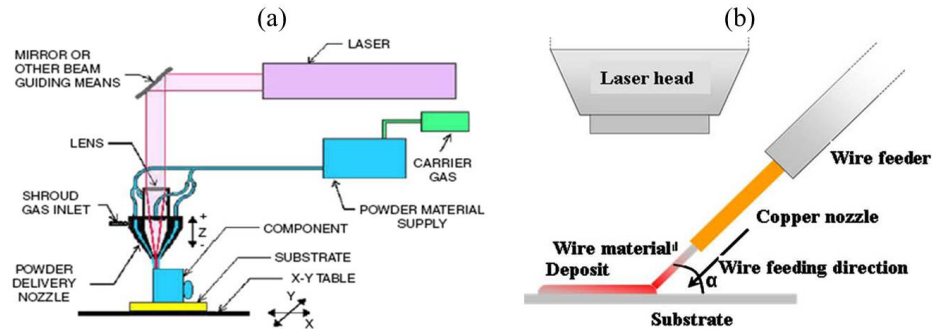 (a)
LASER
MIRROR OR
OTHER BEAM
GUIDING MEANS
LENS
CARRIER
GAS
SHROUD
GAS INLET
POWDER MATERIAL
SUPPLY
+
Z
-
COMPONENT
POWDER
DELIVERY
NOZZLE
SUBSTRATE
X-Y TABLE
Y
X
(b)
Laser head
Wire feeder
Copper nozzle
Wire material
Deposit
Wire feeding direction
α
Substrate